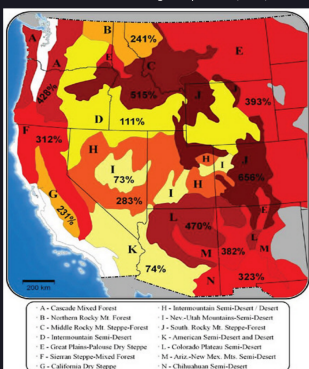 B
241%
A
E
A
E
C
428%
515%
J
J
393%
D
111%
F
312%
H
H
I
J
I
73%
656%
I
H
G
283%
231%
L
E
470%
L
K
M
382%
M
74%
323%
N
200 km
A - Cascade Mixed Forest
B - Northern Rocky Mt. Forest
C - Middle Rocky Mt. Steppe-Forest
D - Intermountain Semi-Desert
E - Great Plains-Palouse Dry Steppe
F - Sierran Steppe-Mixed Forest
G - California Dry Steppe
H - Intermountain Semi-Desert / Desert
I - Nev.-Utah Mountains-Semi-Desert
J - South. Rocky Mt. Steppe-Forest
K - American Semi-Desert and Desert
L - Colorado Plateau Semi-Desert
M - Ariz.-New Mex. Mts. Semi-Desert
N - Chihuahuan Semi-Desert